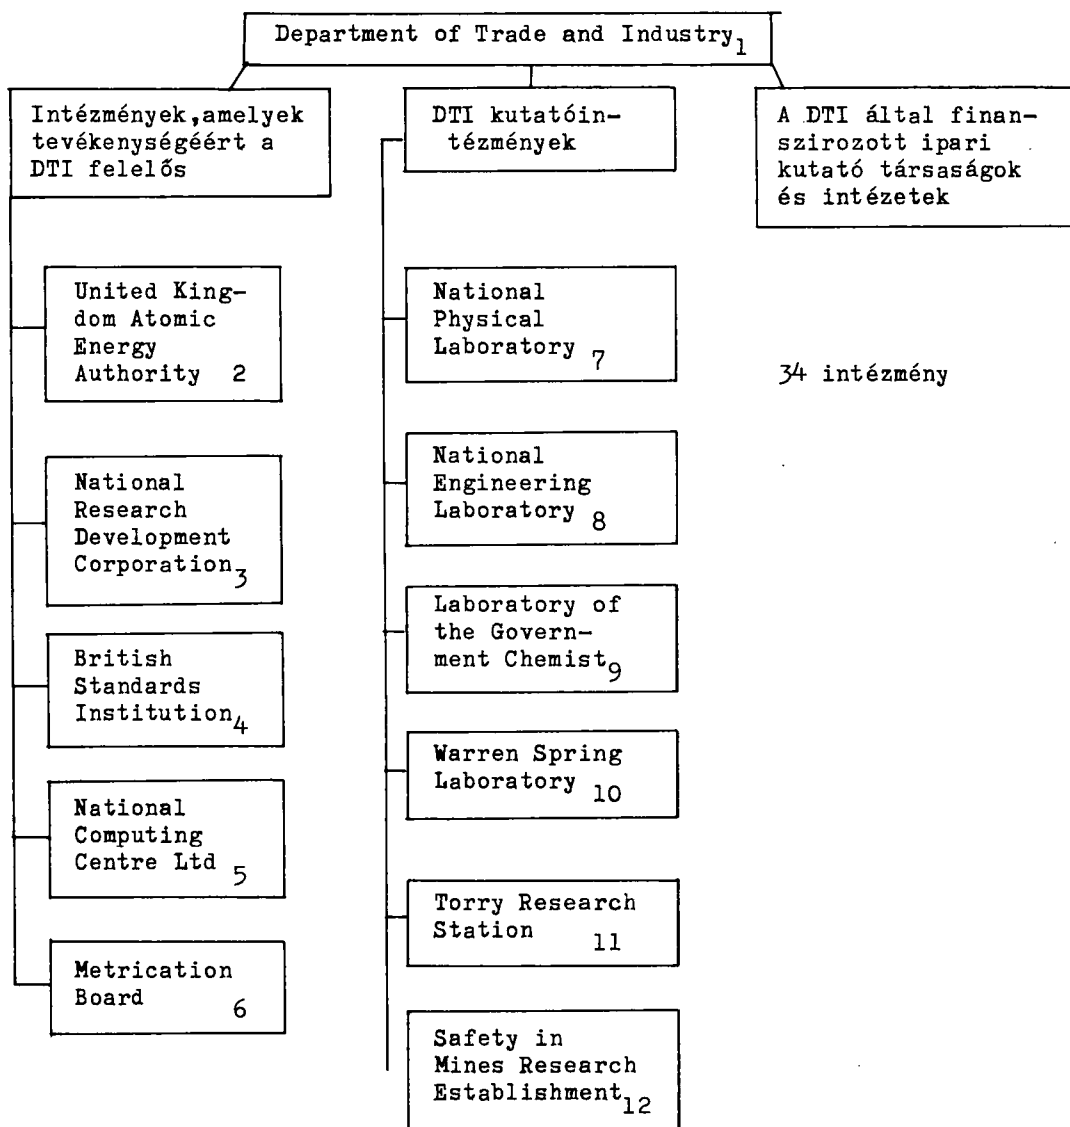 Department of Trade and Industry1
Intézmények,amelyek
tevékenységéért a
DTI felelős
DTI kutatóin-
tézmények
A DTI által finan-
szirozott ipari
kutató társaságok
és intézetek
United King-
dom Atomic
Energy
Authority 2
National
Research
Development
Corporation3
British
Standards
Institution4
National
Computing
Centre Ltd 5
Metrication
Board 6
National
Physical
Laboratory 7
National
Engineering
Laboratory 8
Laboratory of
the Govern-
ment Chemist9
Warren Spring
Laboratory 10
Torry Research
Station 11
Safety in
Mines Research
Establishment12
34 intézmény